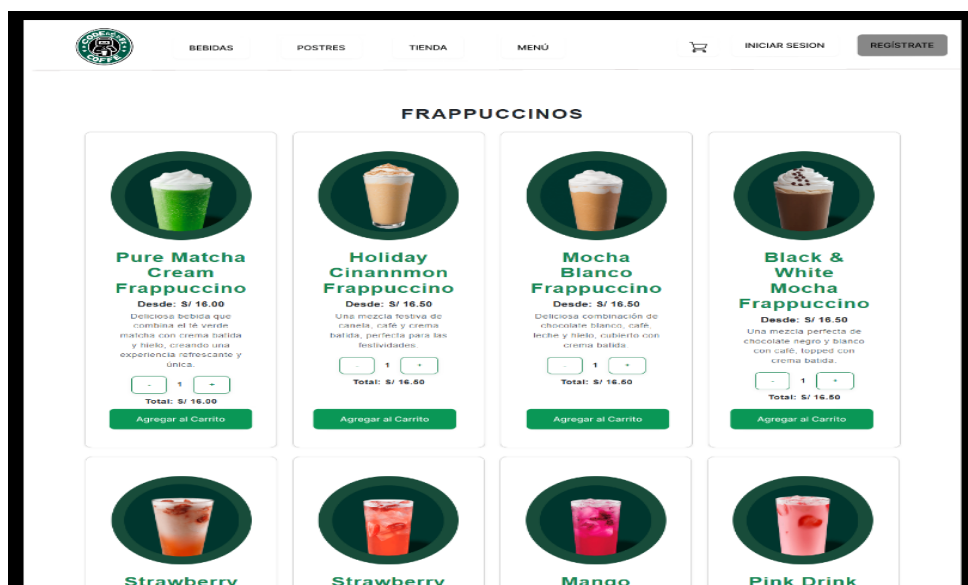 CODE COFFE
BEBIDAS
POSTRES
TIENDA
MENÚ
INICIAR SESION
REGÍSTRATE
FRAPPUCCINOS
Pure Matcha
Cream
Frappuccino
Desde: S/ 16.00
Deliciosa bebida que
combina el té verde
matcha con crema batida
y hielo, creando una
experiencia refrescante y
única.
- 1 +
Total: S/ 16.00
Agregar al Carrito
Holiday
Cinannmon
Frappuccino
Desde: S/ 16.50
Una mezcla festiva de
canela, café y crema
batida, perfecta para las
festividades.
- 1 +
Total: S/ 16.50
Agregar al Carrito
Mocha
Blanco
Frappuccino
Desde: S/ 16.50
Deliciosa combinación de
chocolate blanco, café,
leche y hielo, cubierto con
crema batida.
- 1 +
Total: S/ 16.50
Agregar al Carrito
Black &
White
Mocha
Frappuccino
Desde: S/ 16.50
Una mezcla perfecta de
chocolate negro y blanco
con café, topped con
crema batida.
- 1 +
Total: S/ 16.50
Agregar al Carrito
Strawberry
Strawberry
Mango
Pink Drink